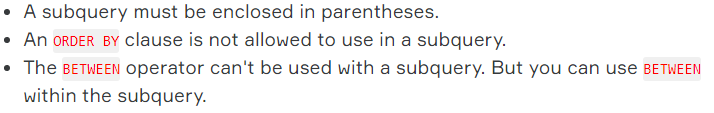 A subquery must be enclosed in parentheses.
An ORDER BY clause is not allowed to use in a subquery.
The BETWEEN operator can't be used with a subquery. But you can use BETWEEN
within the subquery.